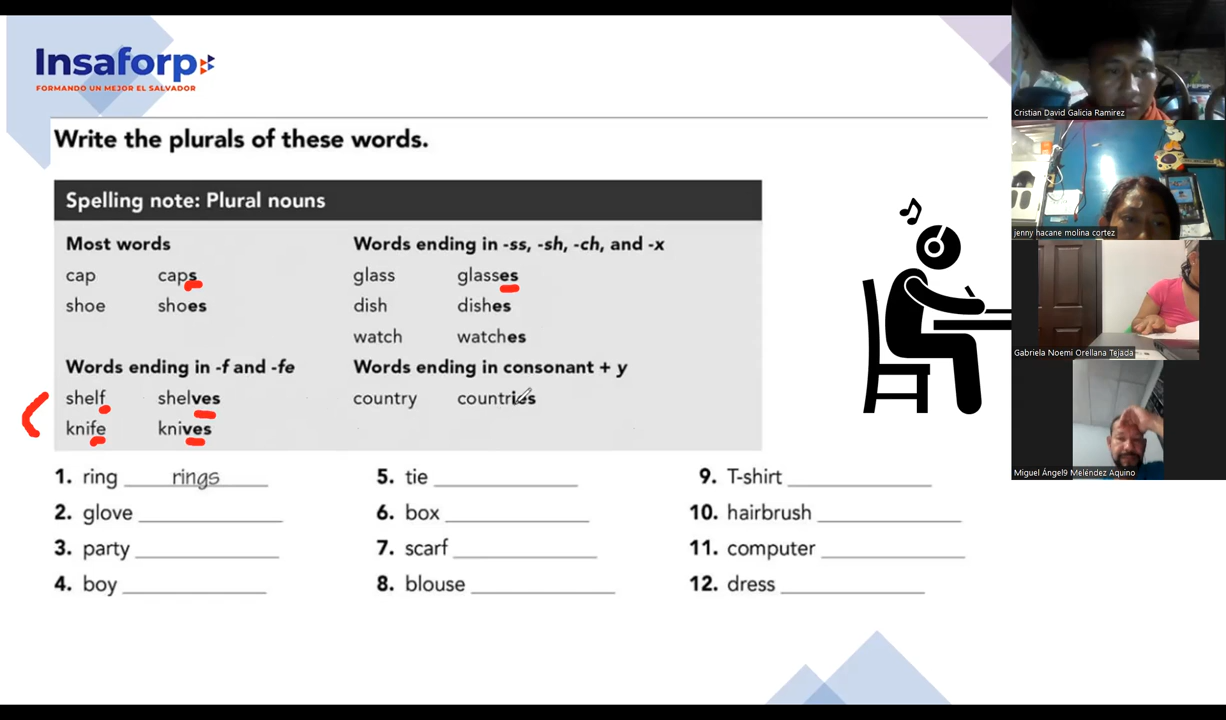 Insaforp
FORMANDO UN MEJOR EL SALVADOR
Write the plurals of these words.
Spelling note: Plural nouns
Most words
cap caps
shoe shoes
Words ending in -ss, -sh, -ch, and -x
glass glasses
dish dishes
watch watches
Words ending in -f and -fe
shelf shelves
knife knives
Words ending in consonant + y
country countries
1. ring rings
2. glove
3. party
4. boy
5. tie
6. box
7. scarf
8. blouse
9. T-shirt
10. hairbrush
11. computer
12. dress
Cristian David Galicia Ramirez
jenny hacane molina cortez
Gabriela Noemi Orellana Tejada
Miguel Ángel9 Meléndez Aquino